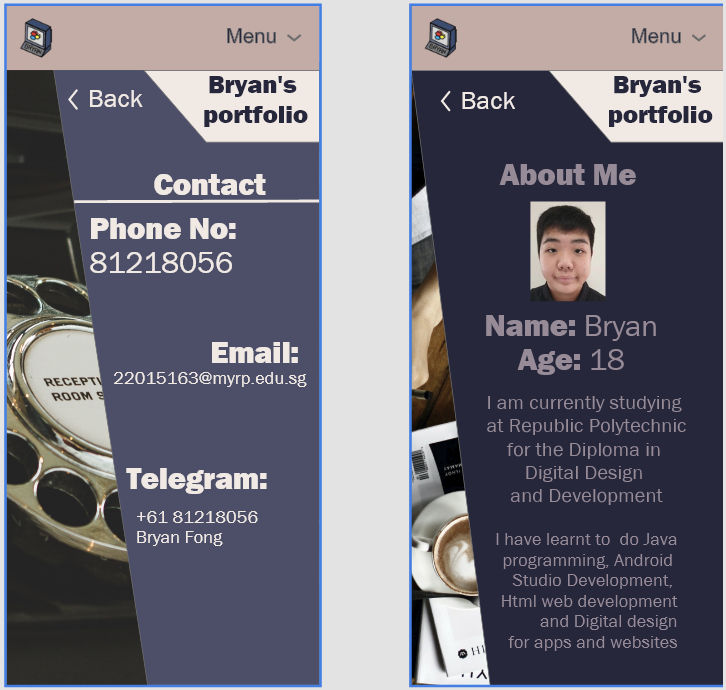 Menu
Back
Bryan's
portfolio
Contact
Phone No:
81218056
Email:
22015163@myrp.edu.sg
Telegram:
+61 81218056
Bryan Fong
ROOM S
Menu
Back
Bryan's
portfolio
About Me
Name: Bryan
Age: 18
I am currently studying
at Republic Polytechnic
for the Diploma in
Digital Design
and Development
I have learnt to do Java
programming, Android
Studio Development,
Html web development
and Digital design
for apps and websites